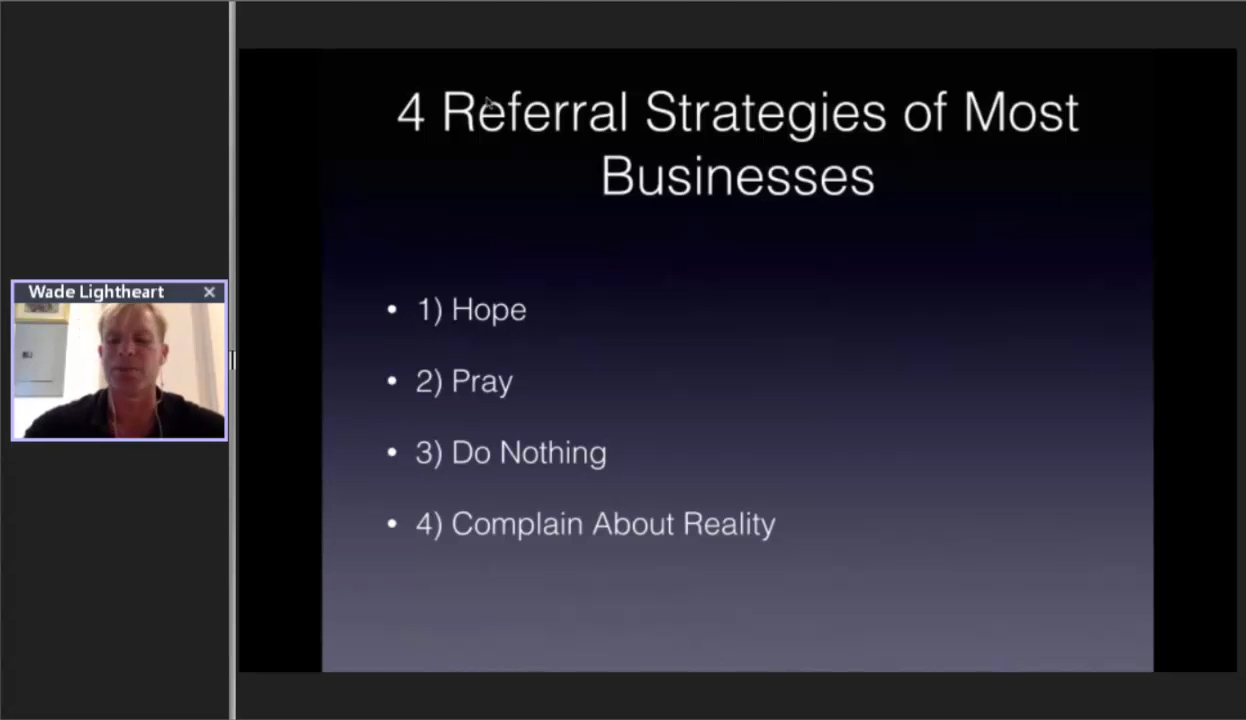 Wade Lightheart
4 Referral Strategies of Most
Businesses
• 1) Hope
• 2) Pray
• 3) Do Nothing
• 4) Complain About Reality